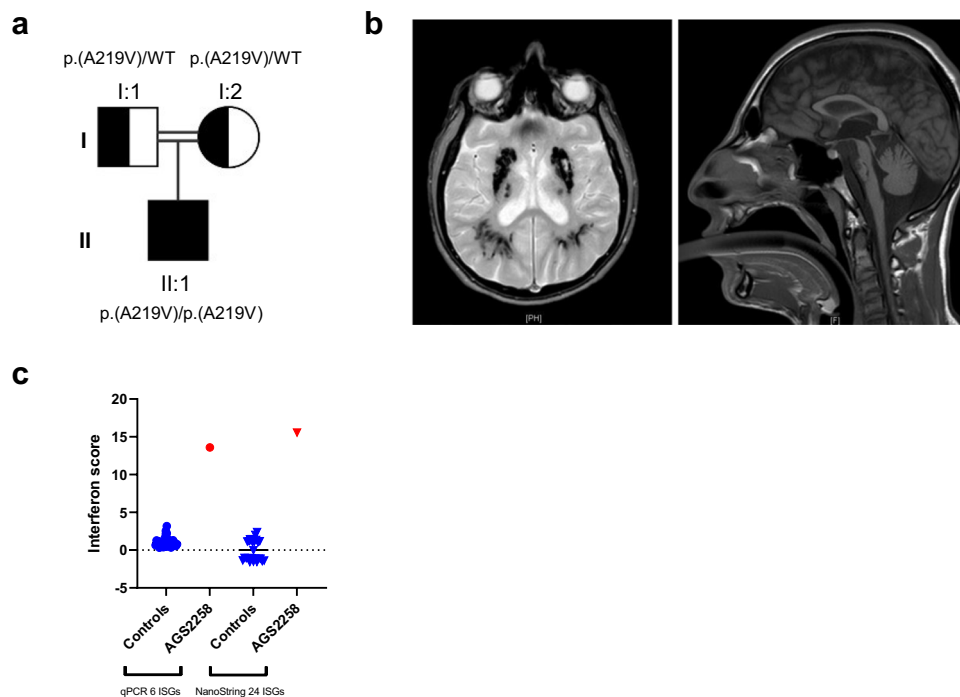 a
b
p.(A219V)/WT p.(A219V)/WT
I:1 I:2
I
II
II:1
p.(A219V)/p.(A219V)
[PH]
[F]
c
Interferon score
20
15
10
5
0
-5
Controls
AGS2258
Controls
AGS2258
qPCR 6 ISGs
NanoString 24 ISGs